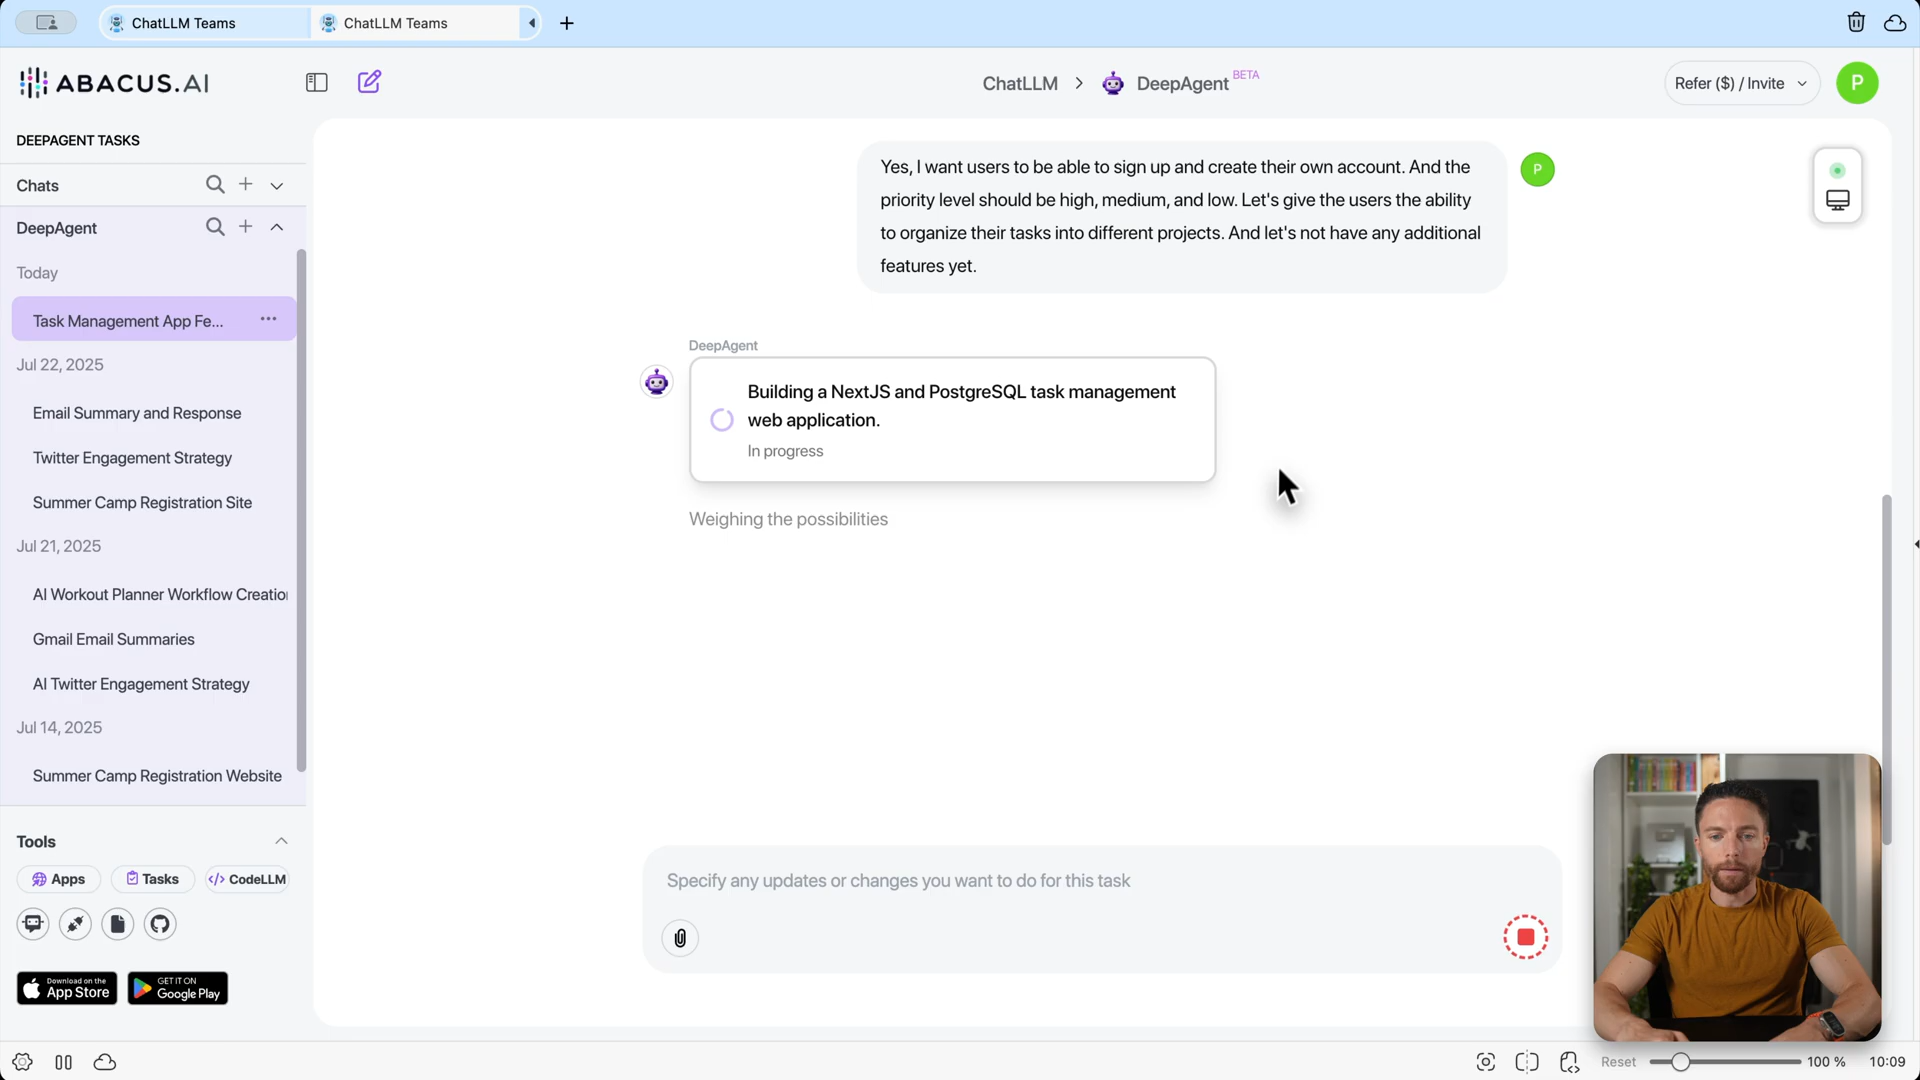 ChatLLM Teams
ChatLLM Teams
ABACUS.AI
ChatLLM > DeepAgent BETA
Refer ($) / Invite
P
DEEPAGENT TASKS
Chats
DeepAgent
Today
Task Management App Fe...
Jul 22, 2025
Email Summary and Response
Twitter Engagement Strategy
Summer Camp Registration Site
Jul 21, 2025
AI Workout Planner Workflow Creation
Gmail Email Summaries
AI Twitter Engagement Strategy
Jul 14, 2025
Summer Camp Registration Website
Tools
Apps
Tasks
</> CodeLLM
Download on the
App Store
GET IT ON
Google Play
Yes, I want users to be able to sign up and create their own account. And the
priority level should be high, medium, and low. Let's give the users the ability
to organize their tasks into different projects. And let's not have any additional
features yet.
P
DeepAgent
Building a NextJS and PostgreSQL task management
web application.
In progress
Weighing the possibilities
Specify any updates or changes you want to do for this task
Reset
100 %
10:09